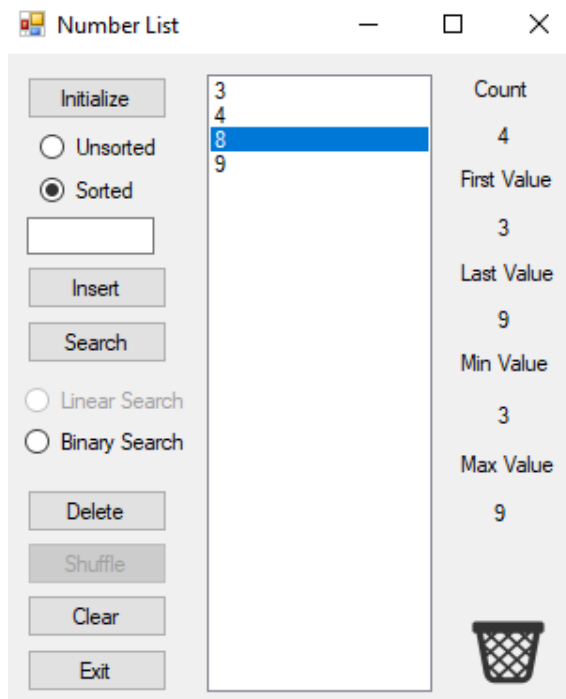 Number List
Initialize
Unsorted
Sorted
Insert
Search
Linear Search
Binary Search
Delete
Shuffle
Clear
Exit
3
4
8
9
Count
4
First Value
3
Last Value
9
Min Value
3
Max Value
9